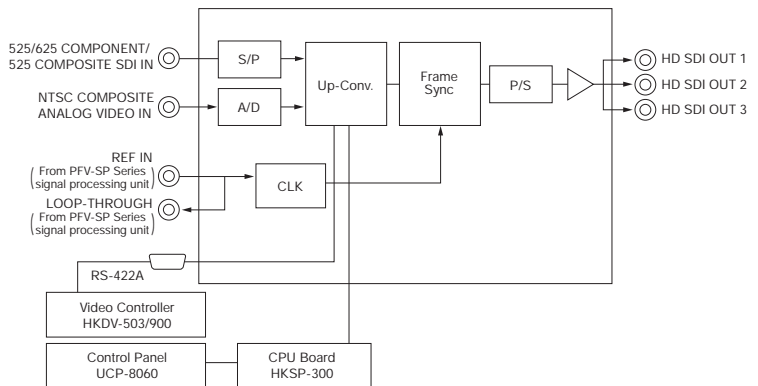 525/625 COMPONENT/
525 COMPOSITE SDI IN
S/P
Up-Conv.
Frame
Sync
P/S
HD SDI OUT 1
HD SDI OUT 2
HD SDI OUT 3
NTSC COMPOSITE
ANALOG VIDEO IN
A/D
REF IN
(From PFV-SP Series
signal processing unit)
CLK
LOOP-THROUGH
(From PFV-SP Series
signal processing unit)
RS-422A
Video Controller
HKDV-503/900
Control Panel
UCP-8060
CPU Board
HKSP-300